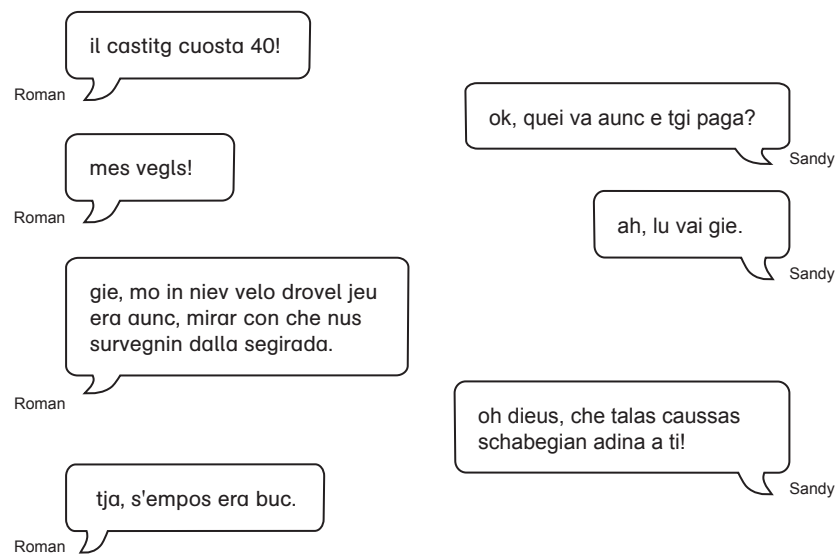 il castitg cuosta 40!
Roman
ok, quei va aunc e tgi paga?
Sandy
mes vegls!
Roman
ah, lu vai gie.
Sandy
gie, mo in niev velo drovel jeu
era aunc, mirar con che nus
survegnin dalla segirada.
Roman
oh dieus, che talas caussas
schabegian adina a ti!
Sandy
tja, s'empos era buc.
Roman